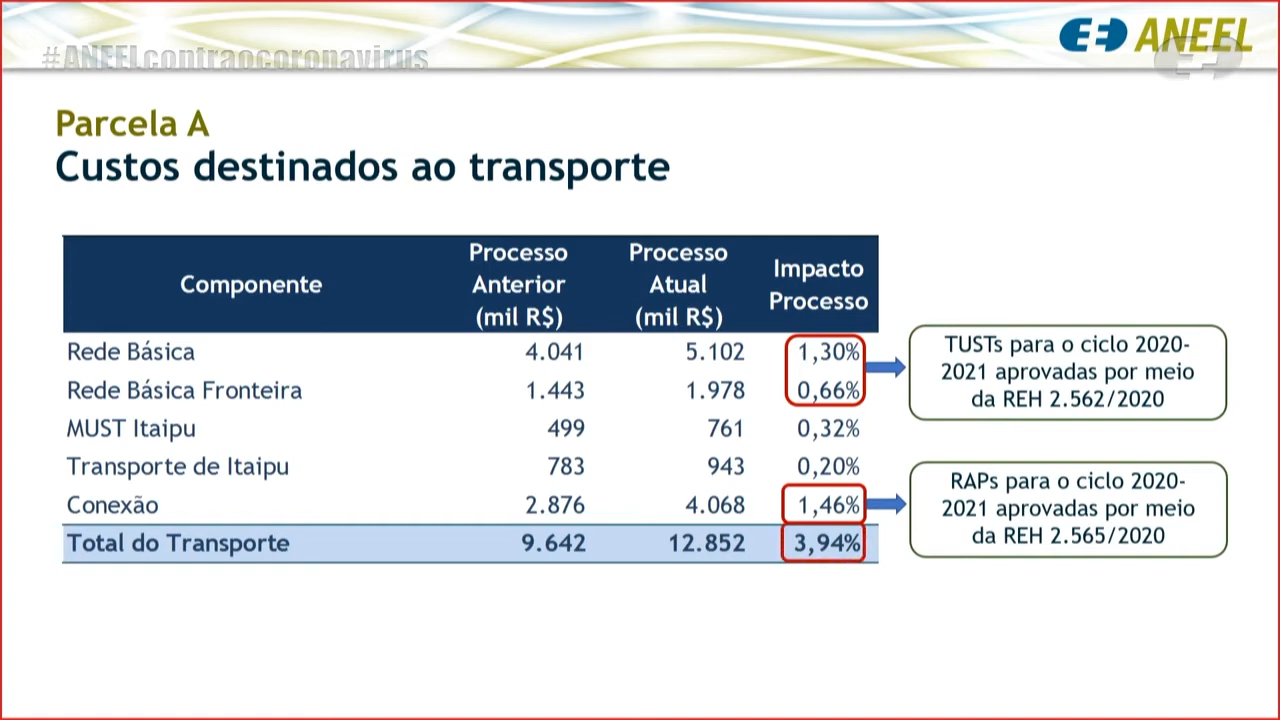 #ANEELcontraocoronavirus
ANEEL
Parcela A
Custos destinados ao transporte
Componente
Processo Anterior (mil R$)
Processo Atual (mil R$)
Impacto Processo
Rede Básica 4.041 5.102 1,30%
Rede Básica Fronteira 1.443 1.978 0,66%
MUST Itaipu 499 761 0,32%
Transporte de Itaipu 783 943 0,20%
Conexão 2.876 4.068 1,46%
Total do Transporte 9.642 12.852 3,94%
TUSTs para o ciclo 2020-
2021 aprovadas por meio
da REH 2.562/2020
RAPs para o ciclo 2020-
2021 aprovadas por meio
da REH 2.565/2020